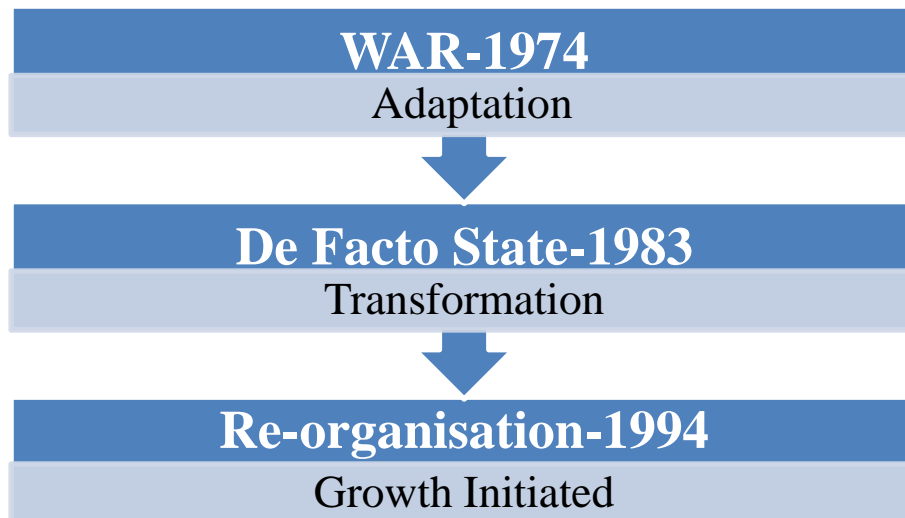 WAR-1974
Adaptation
De Facto State-1983
Transformation
Re-organisation-1994
Growth Initiated